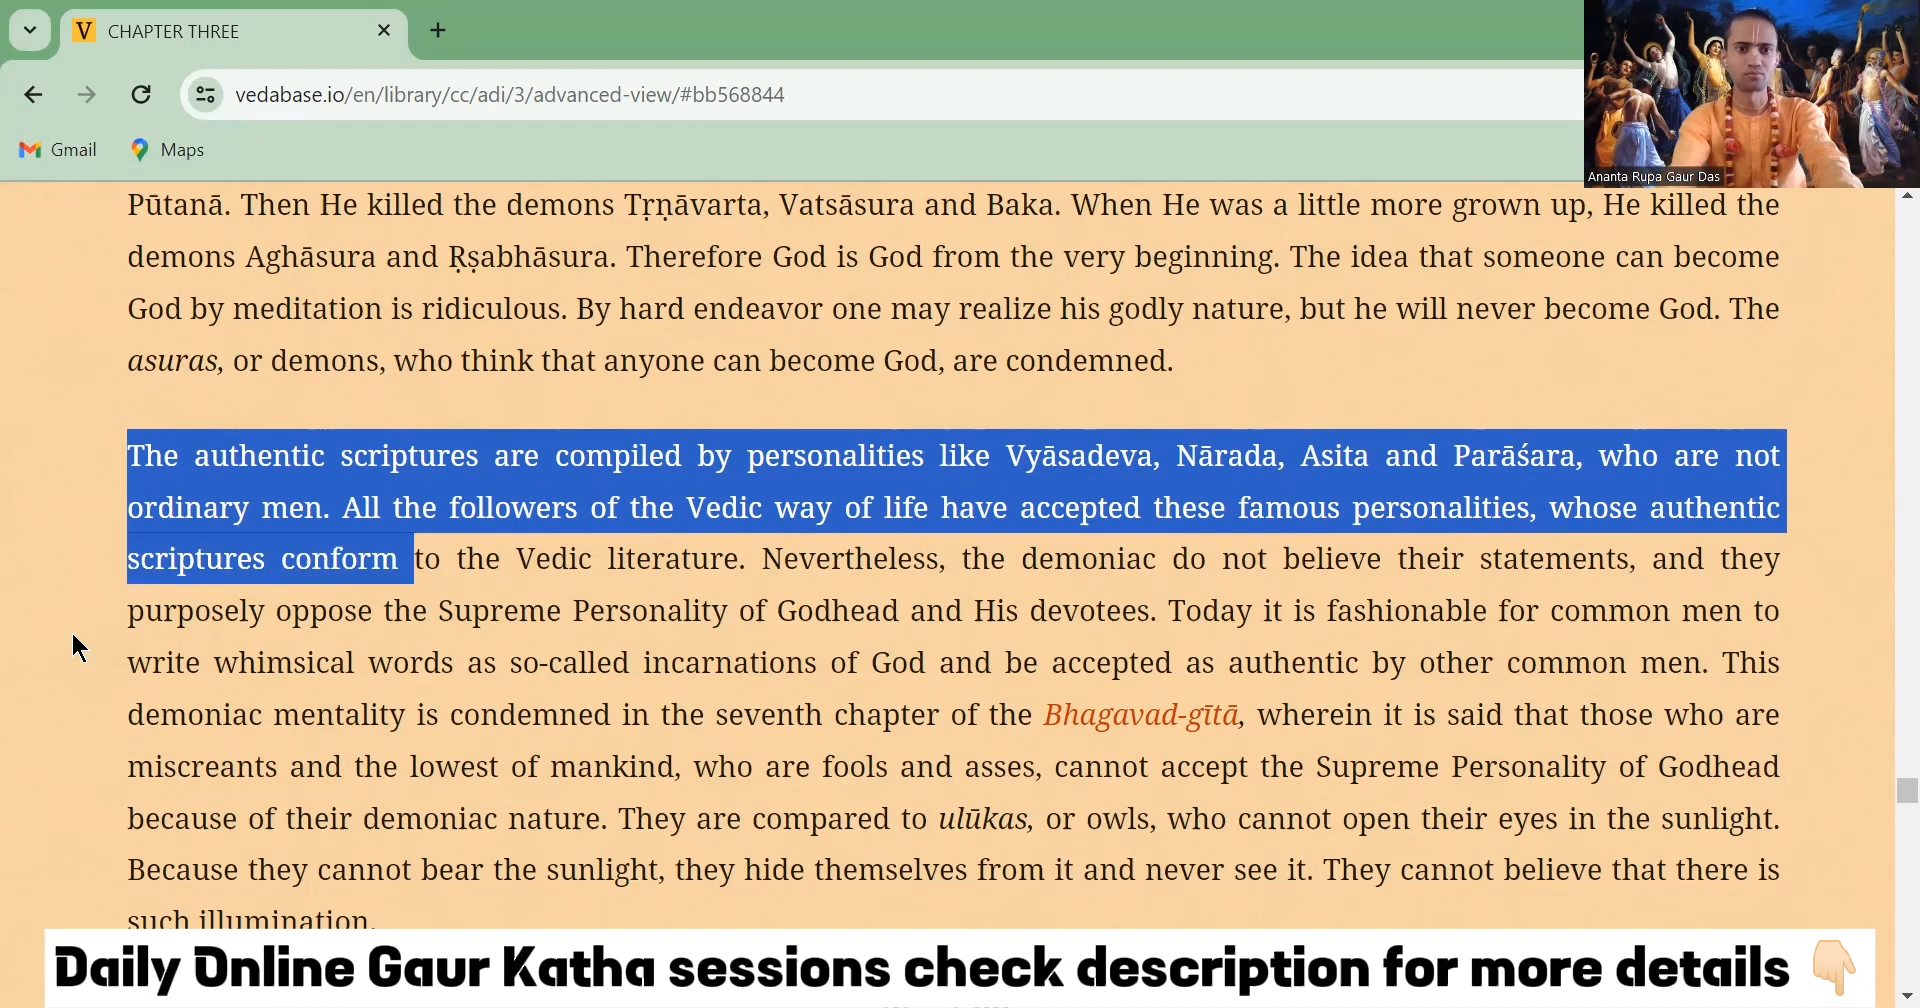 CHAPTER THREE
vedabase.io/en/library/cc/adi/3/advanced-view/#bb568844
Gmail
Maps
Ananta Rupa Gaur Das
Pūtanā. Then He killed the demons Tṛṇāvarta, Vatsāsura and Baka. When He was a little more grown up, He killed the
demons Aghāsura and Ṛṣabhāsura. Therefore God is God from the very beginning. The idea that someone can become
God by meditation is ridiculous. By hard endeavor one may realize his godly nature, but he will never become God. The
asuras, or demons, who think that anyone can become God, are condemned.
The authentic scriptures are compiled by personalities like Vyāsadeva, Nārada, Asita and Parāśara, who are not
ordinary men. All the followers of the Vedic way of life have accepted these famous personalities, whose authentic
scriptures conform to the Vedic literature. Nevertheless, the demoniac do not believe their statements, and they
purposely oppose the Supreme Personality of Godhead and His devotees. Today it is fashionable for common men to
write whimsical words as so-called incarnations of God and be accepted as authentic by other common men. This
demoniac mentality is condemned in the seventh chapter of the Bhagavad-gītā, wherein it is said that those who are
miscreants and the lowest of mankind, who are fools and asses, cannot accept the Supreme Personality of Godhead
because of their demoniac nature. They are compared to ulūkas, or owls, who cannot open their eyes in the sunlight.
Because they cannot bear the sunlight, they hide themselves from it and never see it. They cannot believe that there is
such illumination.
Daily Online Gaur Katha sessions check description for more details